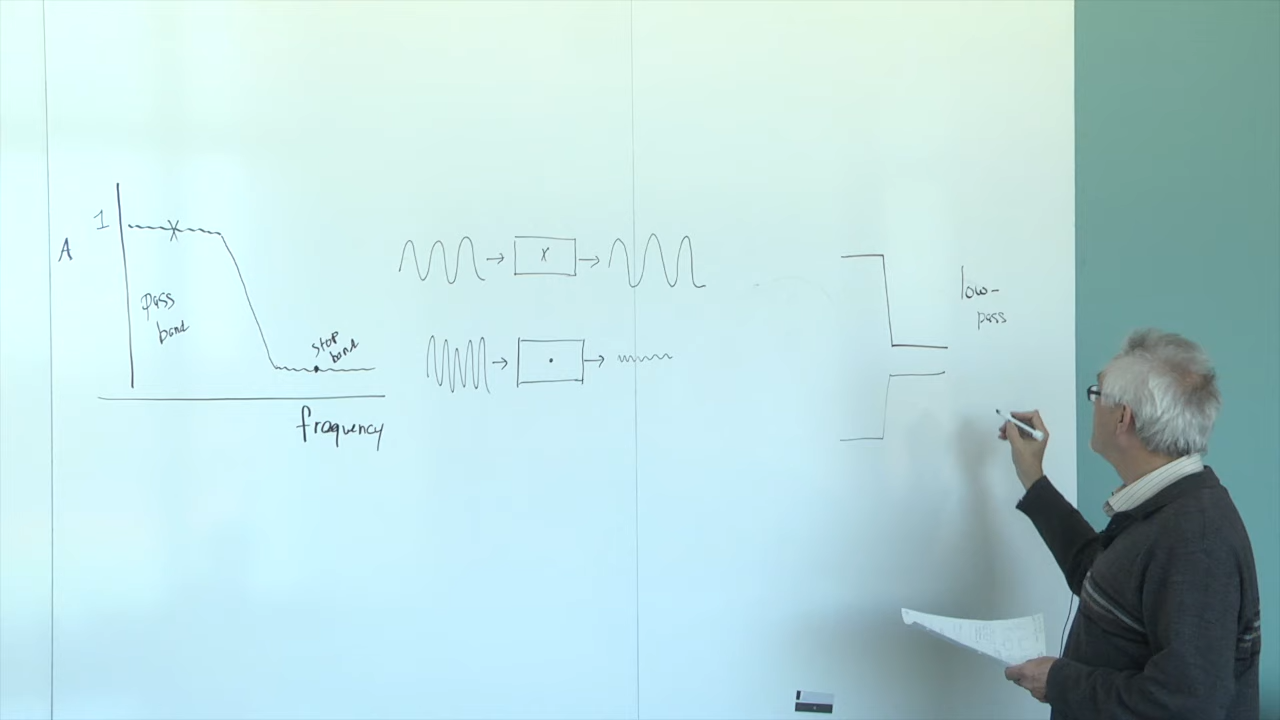 1
A
pass
band
stop
band
frequency
X
X
low-
pass